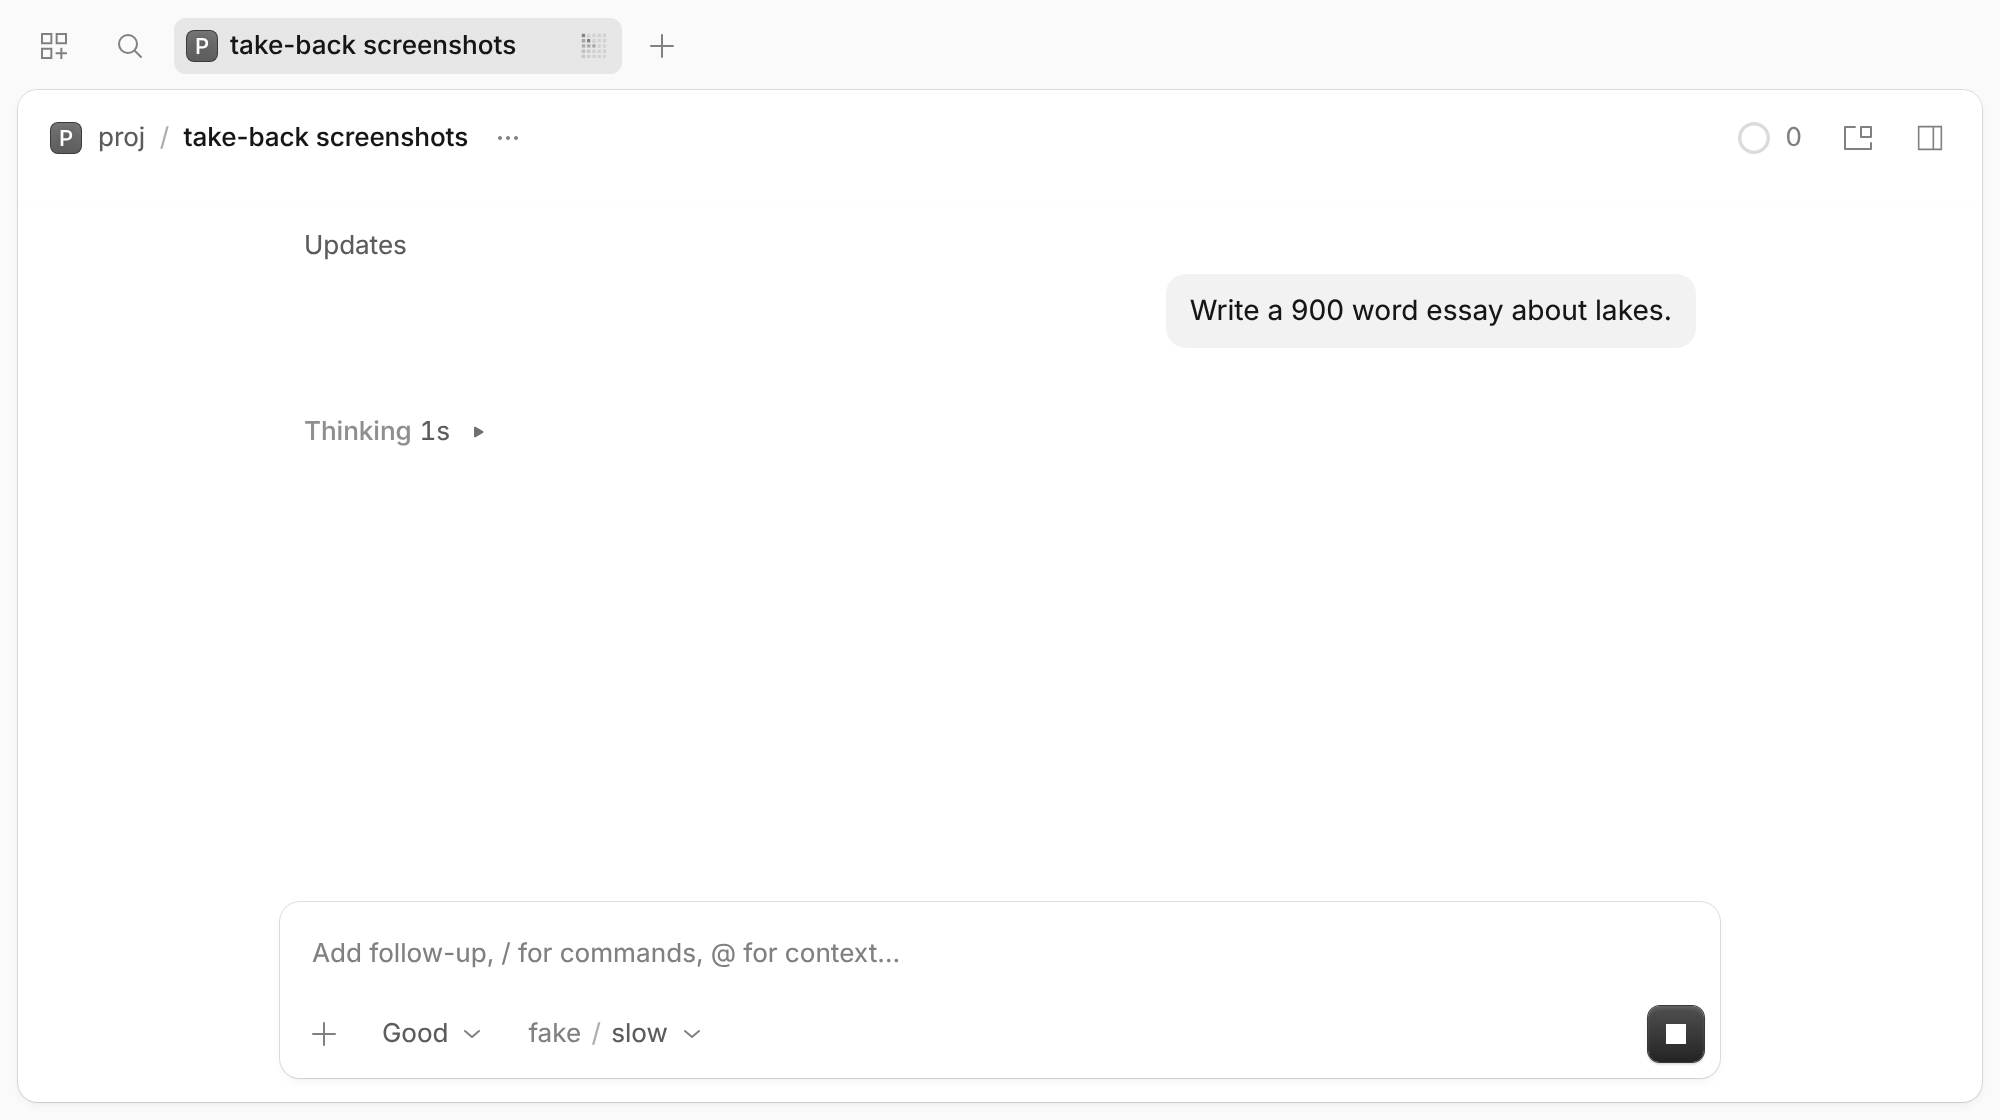 P take-back screenshots
P proj / take-back screenshots ...
0
Updates
Write a 900 word essay about lakes.
Thinking 1s
Add follow-up, / for commands, @ for context...
Good
fake / slow